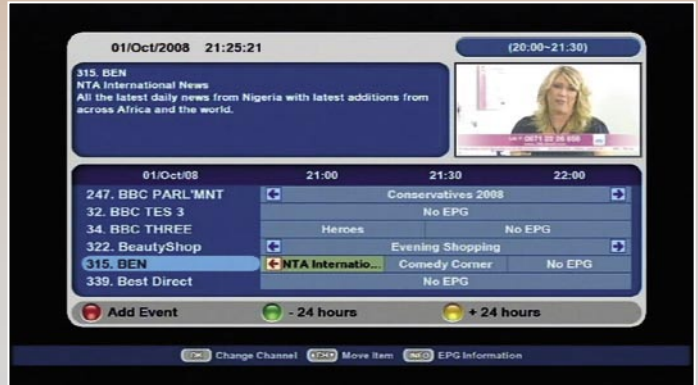 01/Oct/2008 21:25:21
(20:00~21:30)
315. BEN
NTA International News
All the latest daily news from Nigeria with latest additions from
across Africa and the world.
01/Oct/08 21:00 21:30 22:00
247. BBC PARL'MNT Conservatives 2008
32. BBC TES 3 No EPG
34. BBC THREE Heroes No EPG
322. BeautyShop Evening Shopping
315. BEN NTA Internatio... Comedy Corner No EPG
339. Best Direct No EPG
Add Event - 24 hours + 24 hours
OK Change Channel Move Item INFO EPG Information